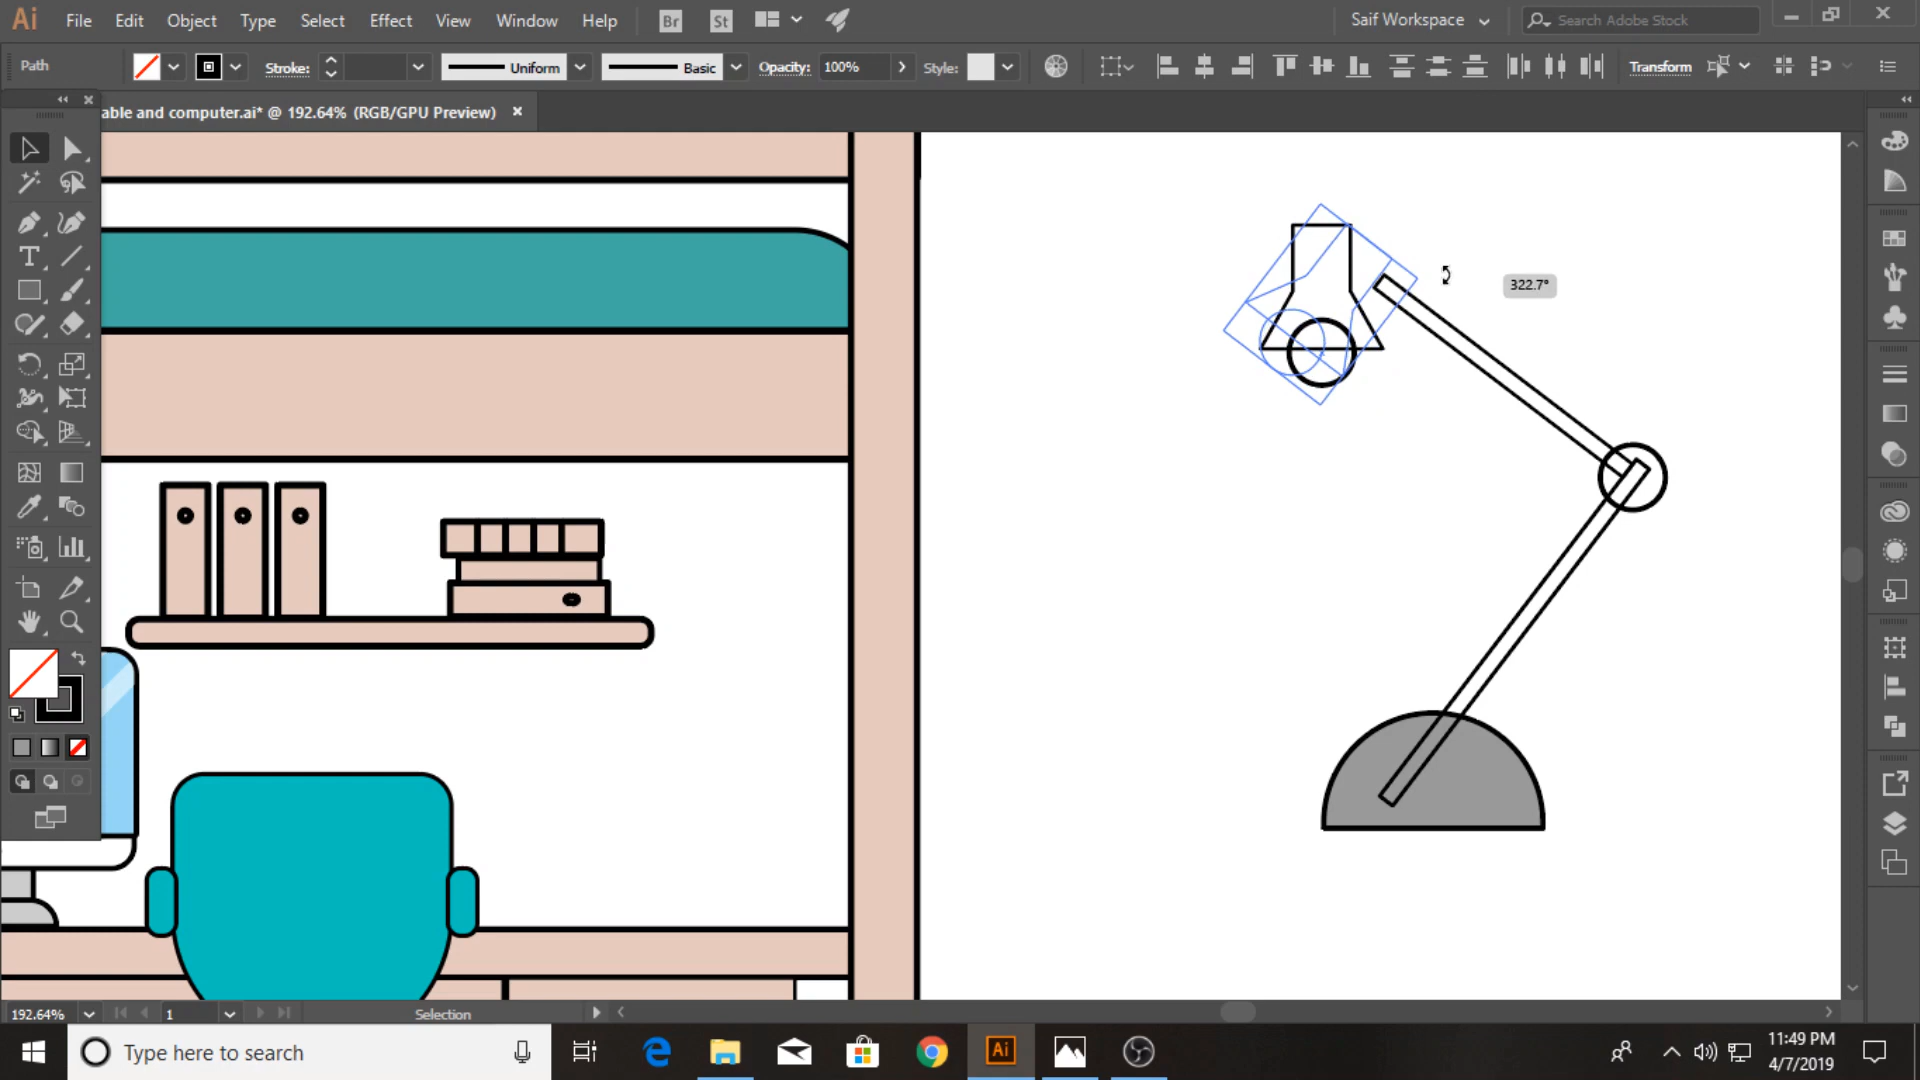 Ai File Edit Object Type Select Effect View Window Help Br St Saif Workspace Search Adobe Stock
Path Stroke: Uniform Basic Opacity: 100% Style: Transform
able and computer.ai* @ 192.64% (RGB/GPU Preview)
322.7°
192.64% 1 Selection
Type here to search Ai 11:49 PM
4/7/2019